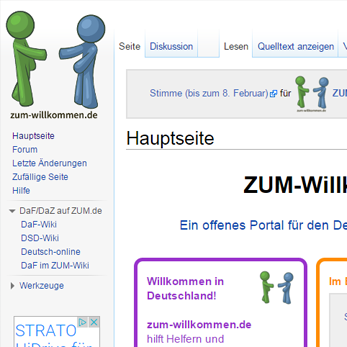 zum-willkommen.de
Hauptseite
Forum
Letzte Änderungen
Zufällige Seite
Hilfe
DaF/DaZ auf ZUM.de
DaF-Wiki
DSD-Wiki
Deutsch-online
DaF im ZUM-Wiki
Werkzeuge
STRATO
Seite Diskussion Lesen Quelltext anzeigen
Stimme (bis zum 8. Februar) für ZU
Hauptseite
ZUM-Will
Ein offenes Portal für den De
Willkommen in
Deutschland!
zum-willkommen.de
hilft Helfern und
Im